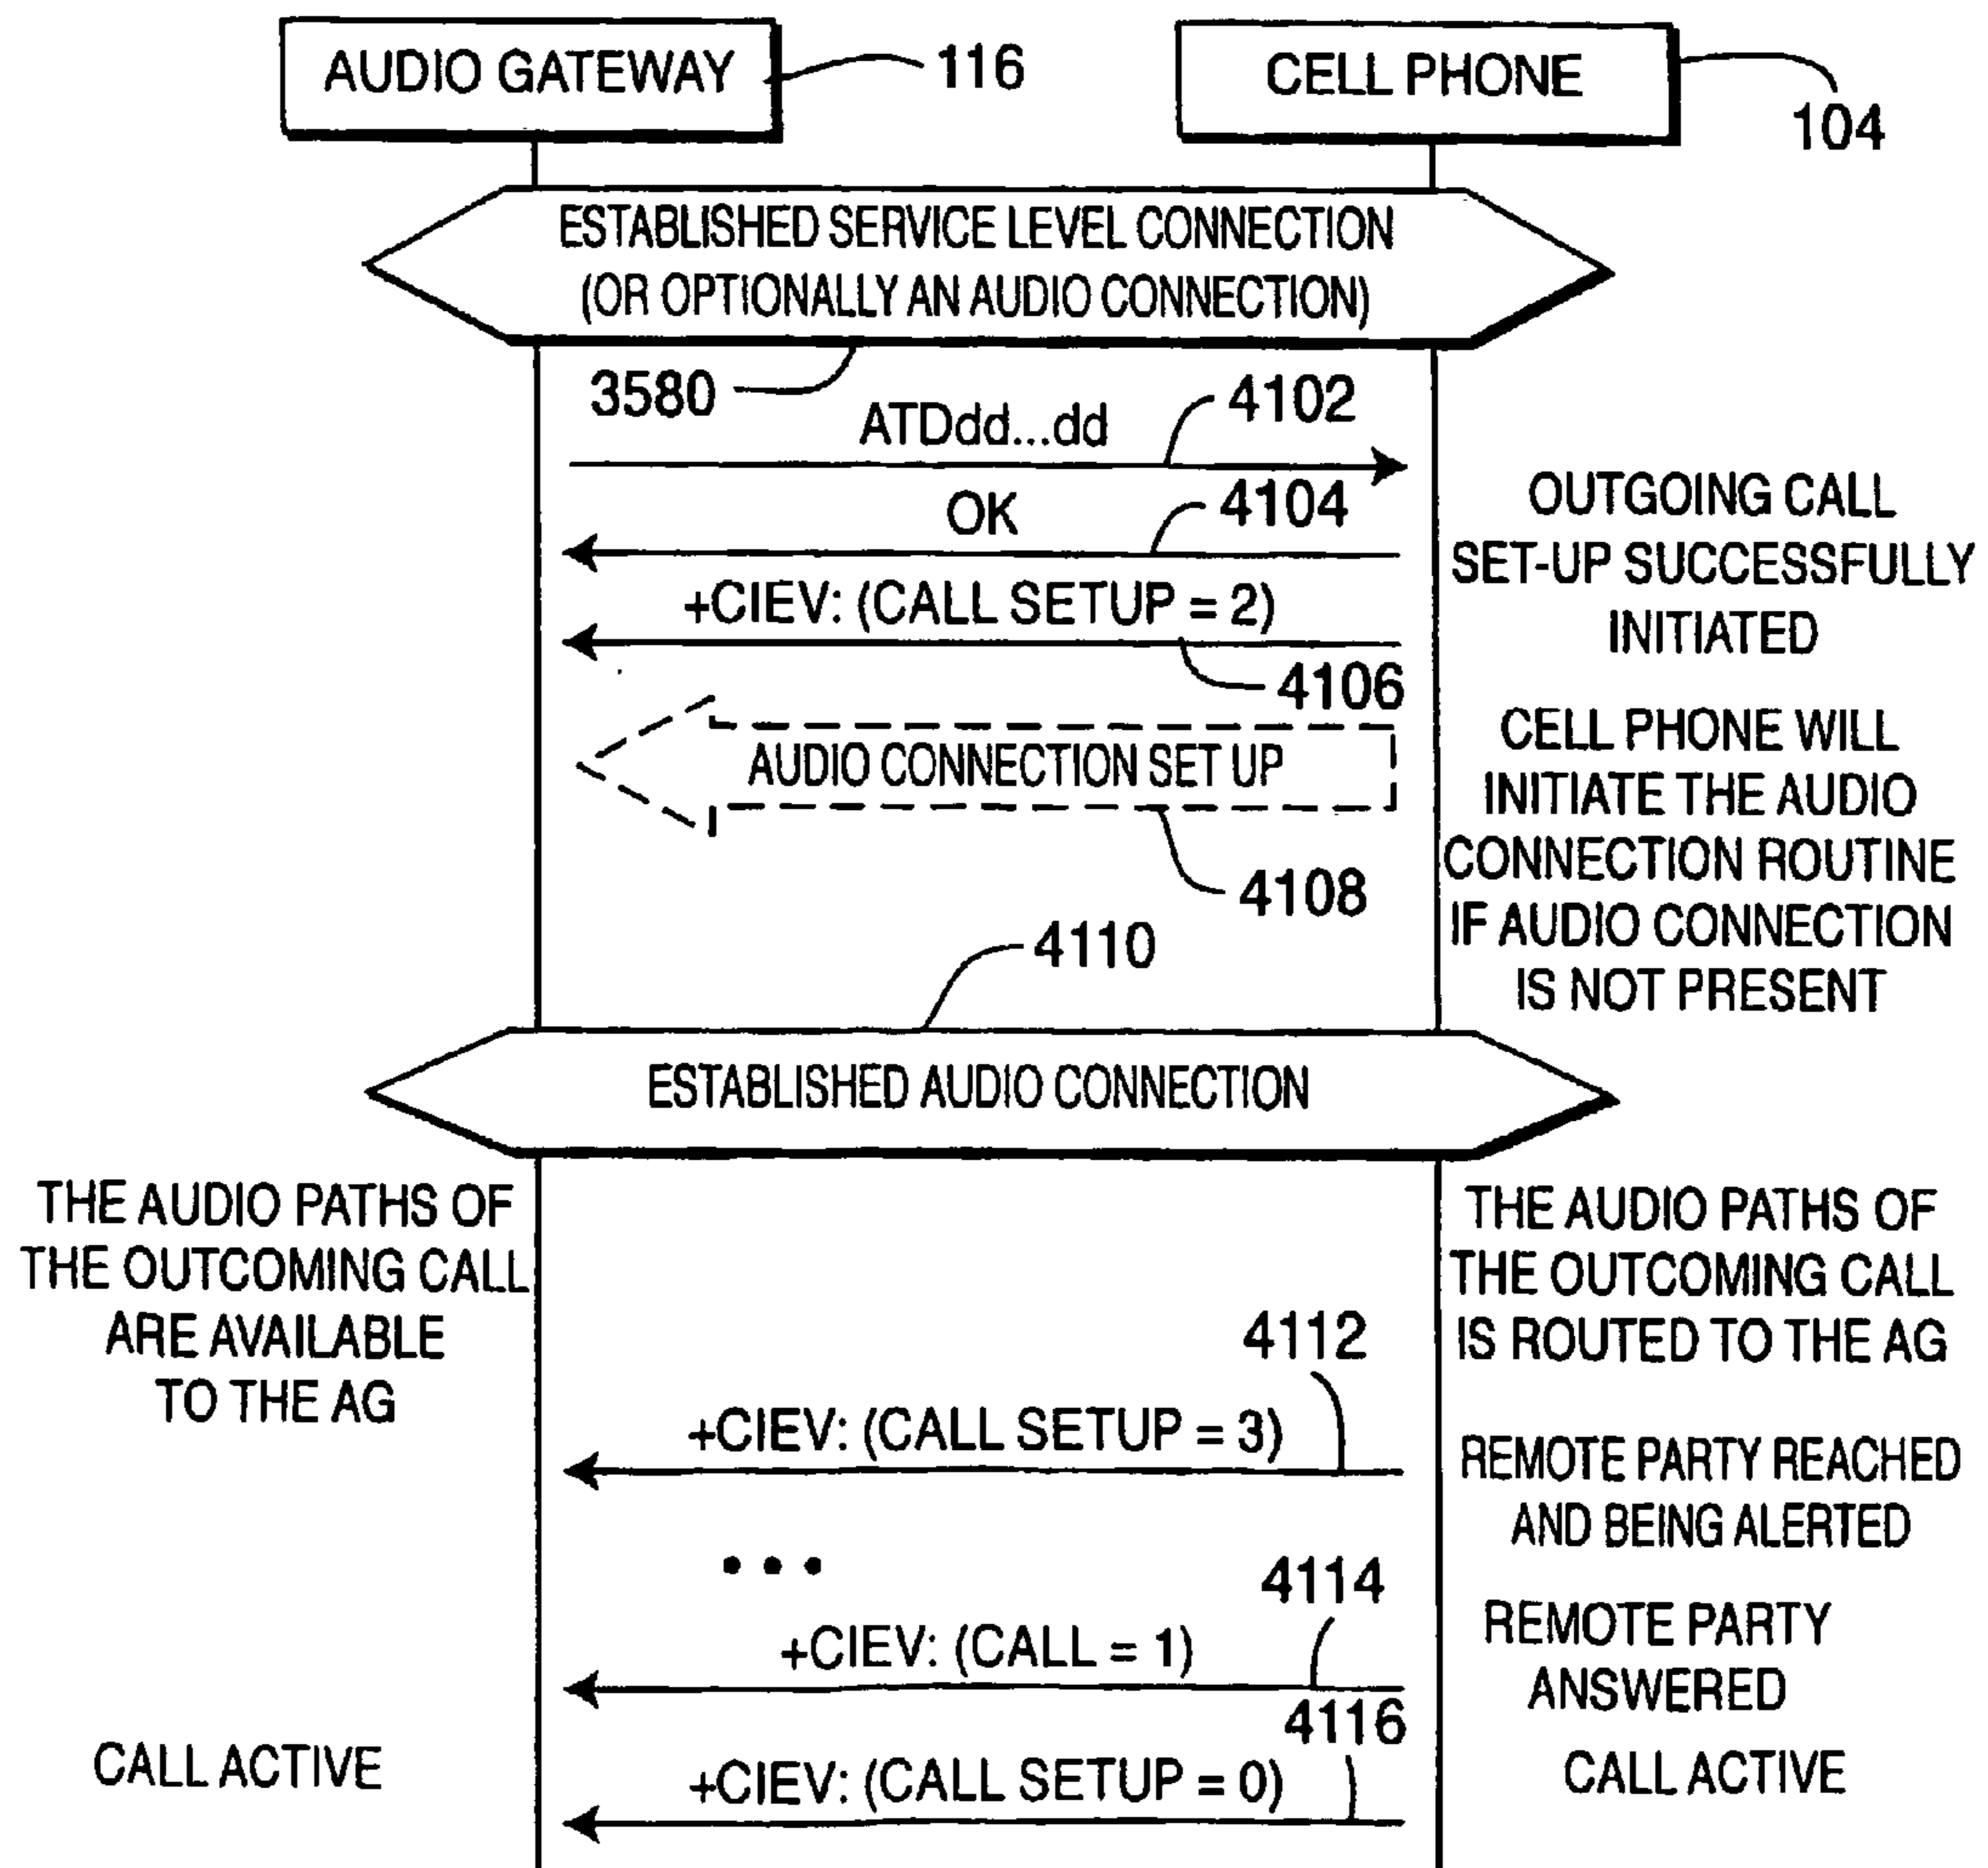 AUDIO GATEWAY
116
CELL PHONE
104
ESTABLISHED SERVICE LEVEL CONNECTION
(OR OPTIONALLY AN AUDIO CONNECTION)
3580
ATDdd...dd
4102
OK
4104
OUTGOING CALL
SET-UP SUCCESSFULLY
INITIATED
+CIEV: (CALL SETUP = 2)
4106
AUDIO CONNECTION SET UP
4108
CELL PHONE WILL
INITIATE THE AUDIO
CONNECTION ROUTINE
IF AUDIO CONNECTION
IS NOT PRESENT
4110
ESTABLISHED AUDIO CONNECTION
THE AUDIO PATHS OF
THE OUTCOMING CALL
ARE AVAILABLE
TO THE AG
THE AUDIO PATHS OF
THE OUTCOMING CALL
IS ROUTED TO THE AG
4112
+CIEV: (CALL SETUP = 3)
REMOTE PARTY REACHED
AND BEING ALERTED
• • •
4114
+CIEV: (CALL = 1)
REMOTE PARTY
ANSWERED
4116
CALL ACTIVE
+CIEV: (CALL SETUP = 0)
CALL ACTIVE